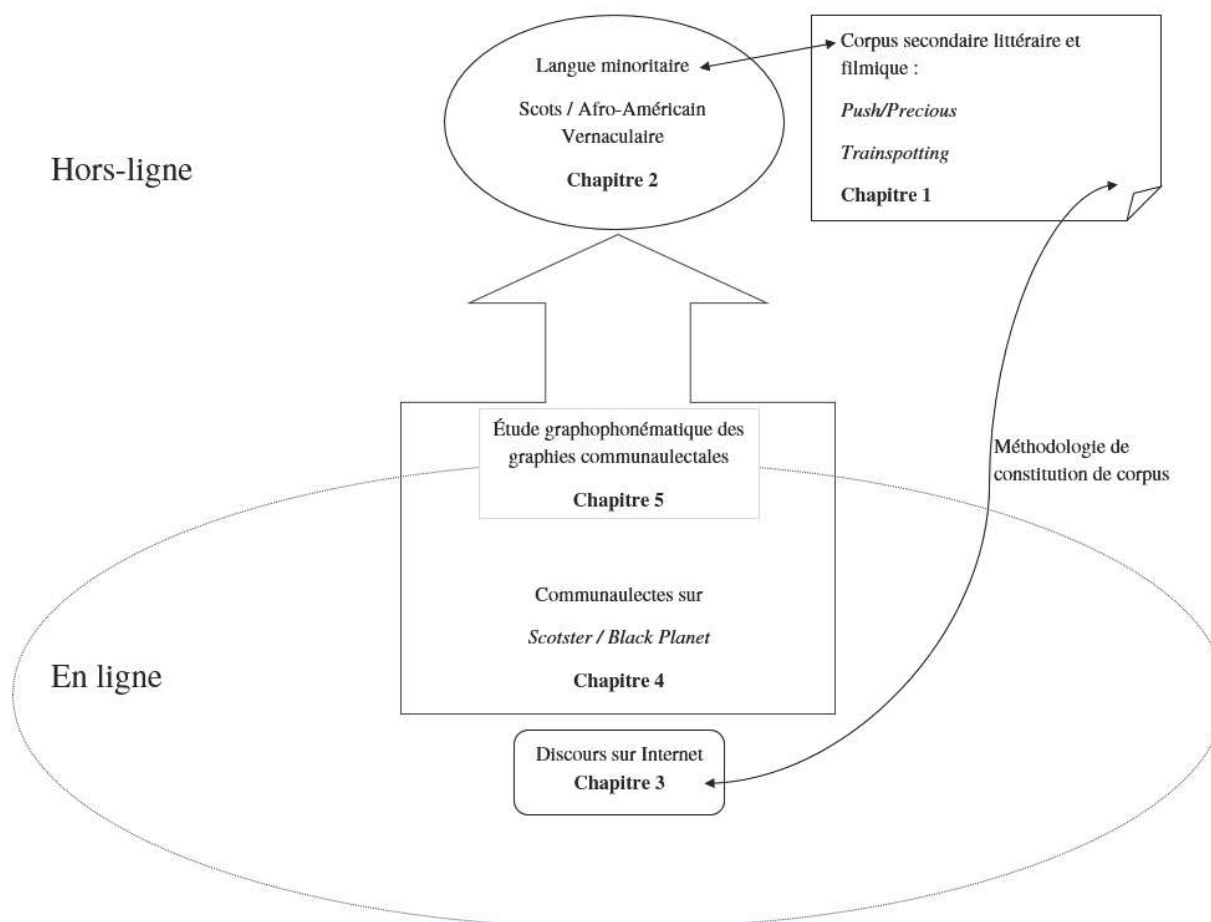 Langue minoritaire
Scots / Afro-Américain
Vernaculaire
Chapitre 2
Corpus secondaire littéraire et
filmique :
Push/Precious
Trainspotting
Chapitre 1
Hors-ligne
Étude graphophonématique des
graphies communaulectales
Chapitre 5
Méthodologie de
constitution de corpus
Communaulectes sur
Scotster / Black Planet
Chapitre 4
En ligne
Discours sur Internet
Chapitre 3